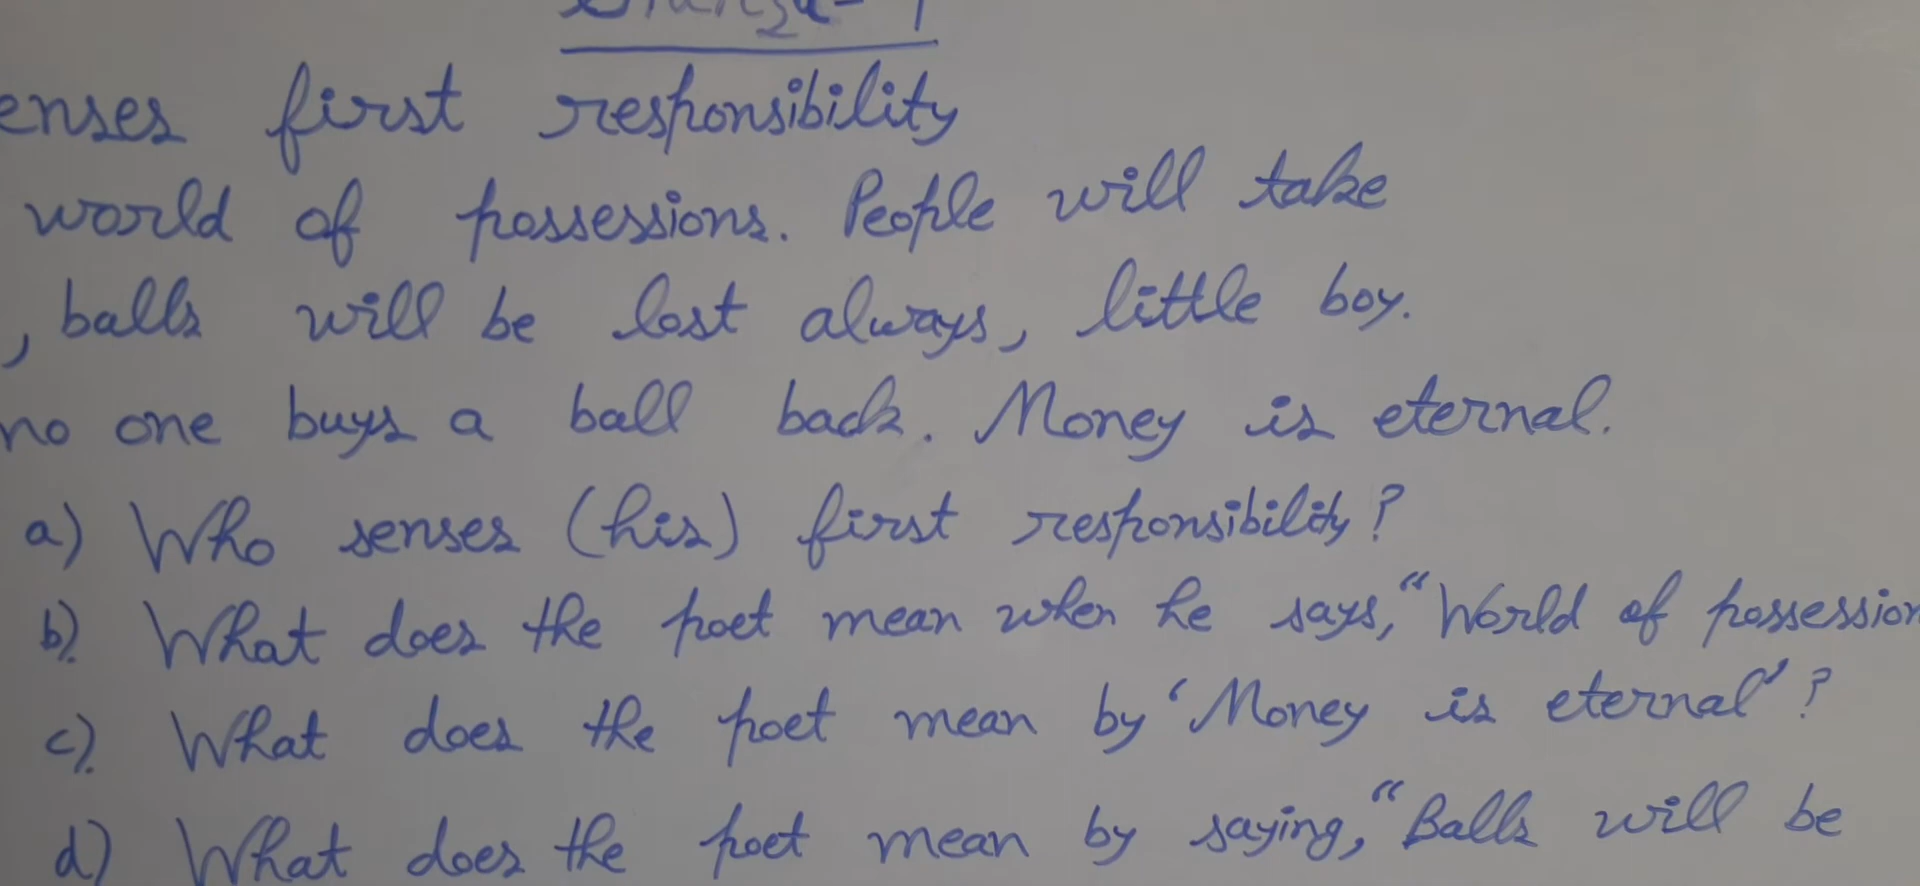 enses first responsibility
world of possessions. People will take
, balls will be lost always, little boy.
no one buys a ball back. Money is eternal.
a) Who senses (his) first responsibility?
b). What does the poet mean when he says, "World of possession
c). What does the poet mean by 'Money is eternal'?
d) What does the poet mean by saying, "Balls will be